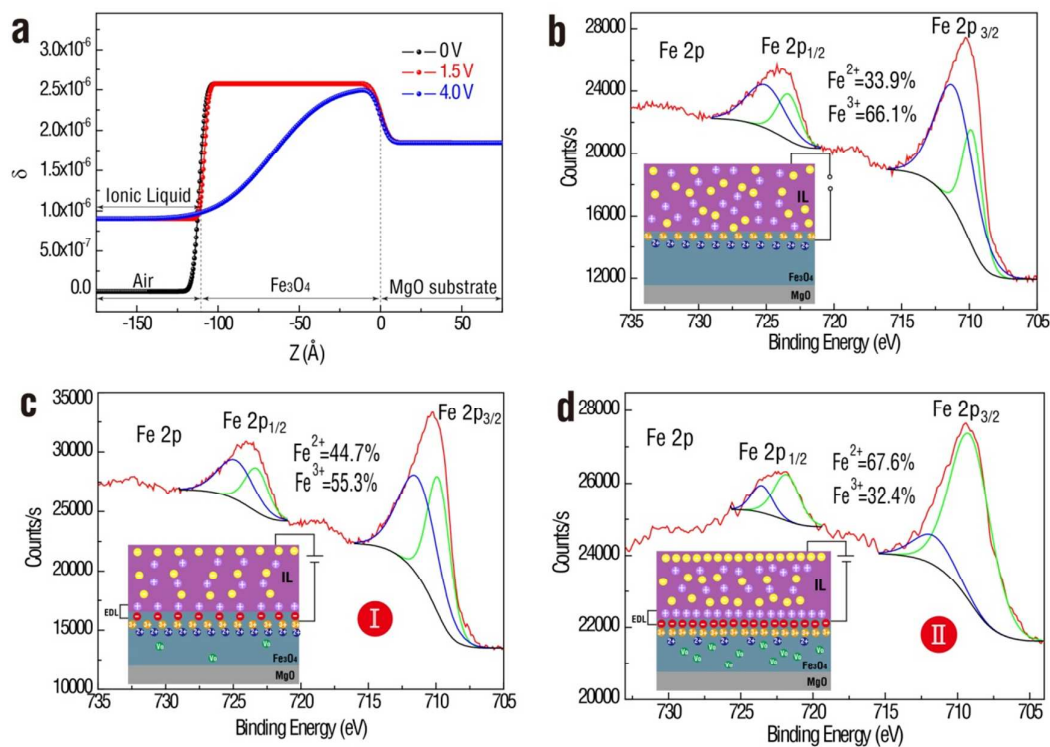 a
3.0x10⁻⁶
2.5x10⁻⁶
2.0x10⁻⁶
1.5x10⁻⁶
1.0x10⁻⁶
5.0x10⁻⁷
0.0
δ
0 V
1.5 V
4.0 V
Ionic Liquid
Air
Fe₃O₄
MgO substrate
-150
-100
-50
0
50
Z (Å)
b
28000
24000
20000
16000
12000
Counts/s
Fe 2p
Fe 2p₁/₂
Fe 2p ₃/₂
Fe²⁺=33.9%
Fe³⁺=66.1%
IL
Fe₃O₄
MgO
735
730
725
720
715
710
705
Binding Energy (eV)
c
35000
30000
25000
20000
15000
10000
Counts/s
Fe 2p
Fe 2p₁/₂
Fe 2p₃/₂
Fe²⁺=44.7%
Fe³⁺=55.3%
IL
EDL
Fe₃O₄
MgO
I
735
730
725
720
715
710
705
Binding Energy (eV)
d
28000
26000
24000
22000
20000
Counts/s
Fe 2p
Fe 2p₁/₂
Fe 2p₃/₂
Fe²⁺=67.6%
Fe³⁺=32.4%
IL
EDL
Fe₃O₄
MgO
II
735
730
725
720
715
710
705
Binding Energy (eV)